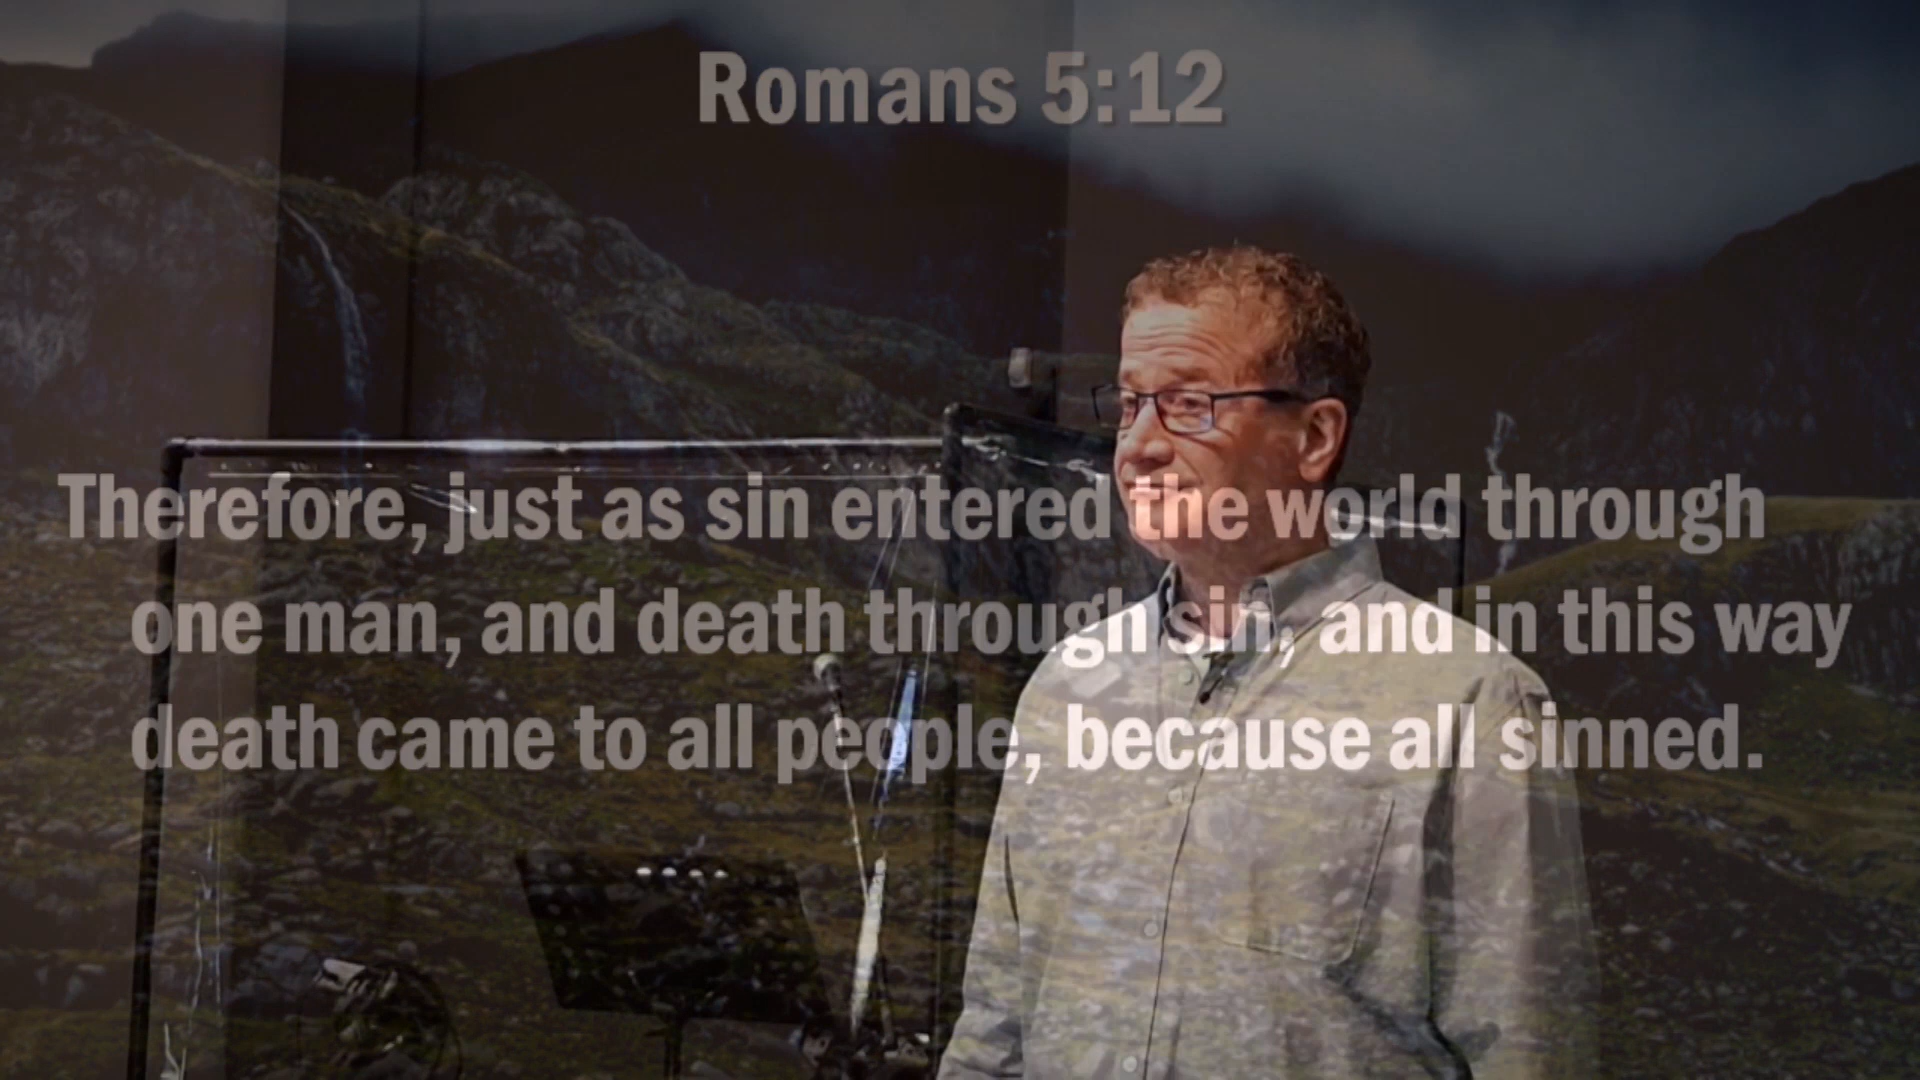 Romans 5:12
Therefore, just as sin entered the world through
one man, and death through sin, and in this way
death came to all people, because all sinned.